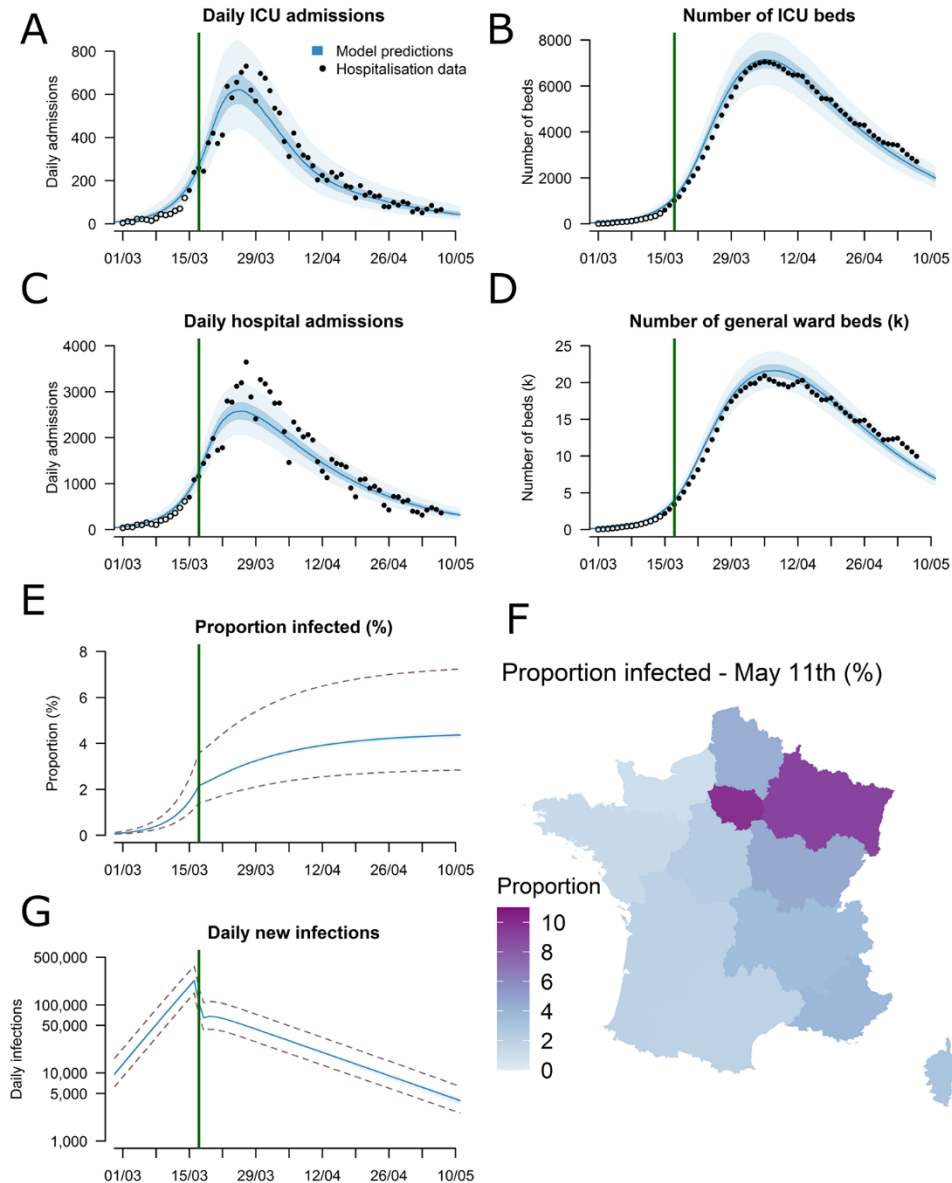 A
Daily ICU admissions
Daily admissions
800
600
400
200
0
Model predictions
Hospitalisation data
01/03 15/03 29/03 12/04 26/04 10/05
B
Number of ICU beds
Number of beds
8000
6000
4000
2000
0
01/03 15/03 29/03 12/04 26/04 10/05
C
Daily hospital admissions
Daily admissions
4000
3000
2000
1000
0
01/03 15/03 29/03 12/04 26/04 10/05
D
Number of general ward beds (k)
Number of beds (k)
25
20
15
10
5
0
01/03 15/03 29/03 12/04 26/04 10/05
E
Proportion infected (%)
Proportion (%)
8
6
4
2
0
01/03 15/03 29/03 12/04 26/04 10/05
F
Proportion infected - May 11th (%)
Proportion
10
8
6
4
2
0
G
Daily new infections
Daily infections
500,000
100,000
50,000
10,000
5,000
1,000
01/03 15/03 29/03 12/04 26/04 10/05